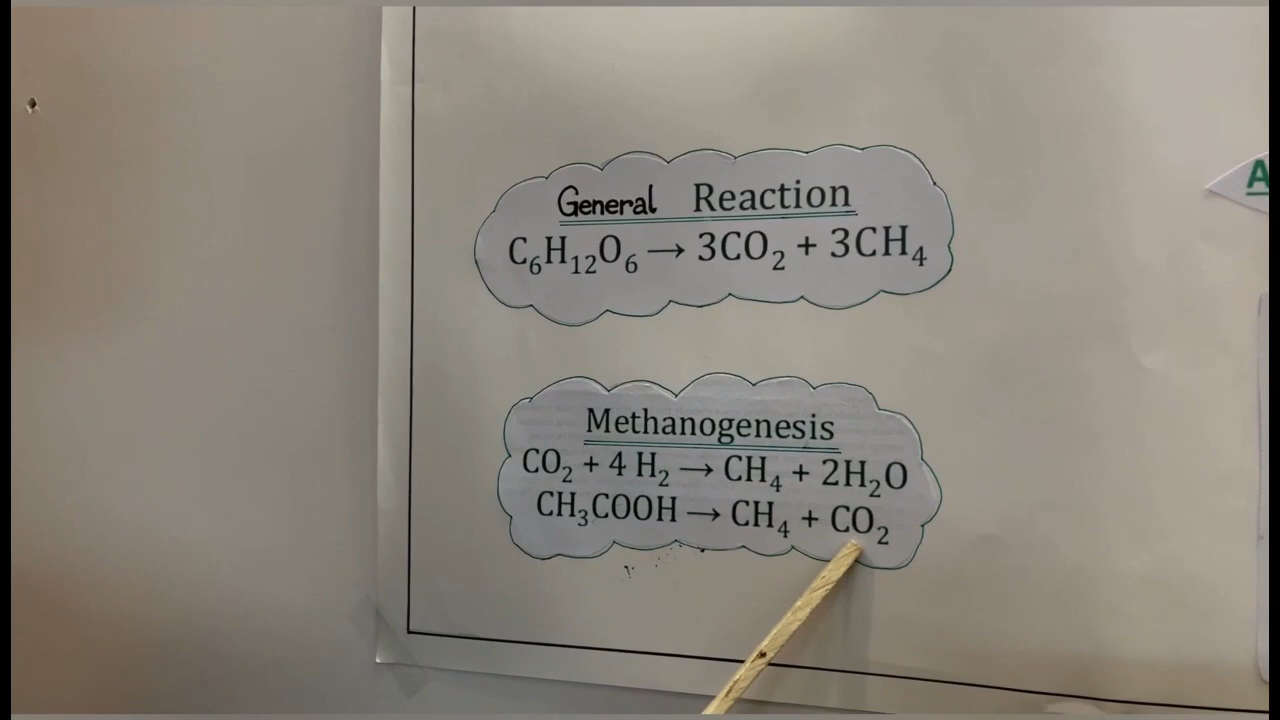 General Reaction
C₆H₁₂O₆ → 3CO₂ + 3CH₄
Methanogenesis
CO₂ + 4 H₂ → CH₄ + 2H₂O
CH₃COOH → CH₄ + CO₂
A